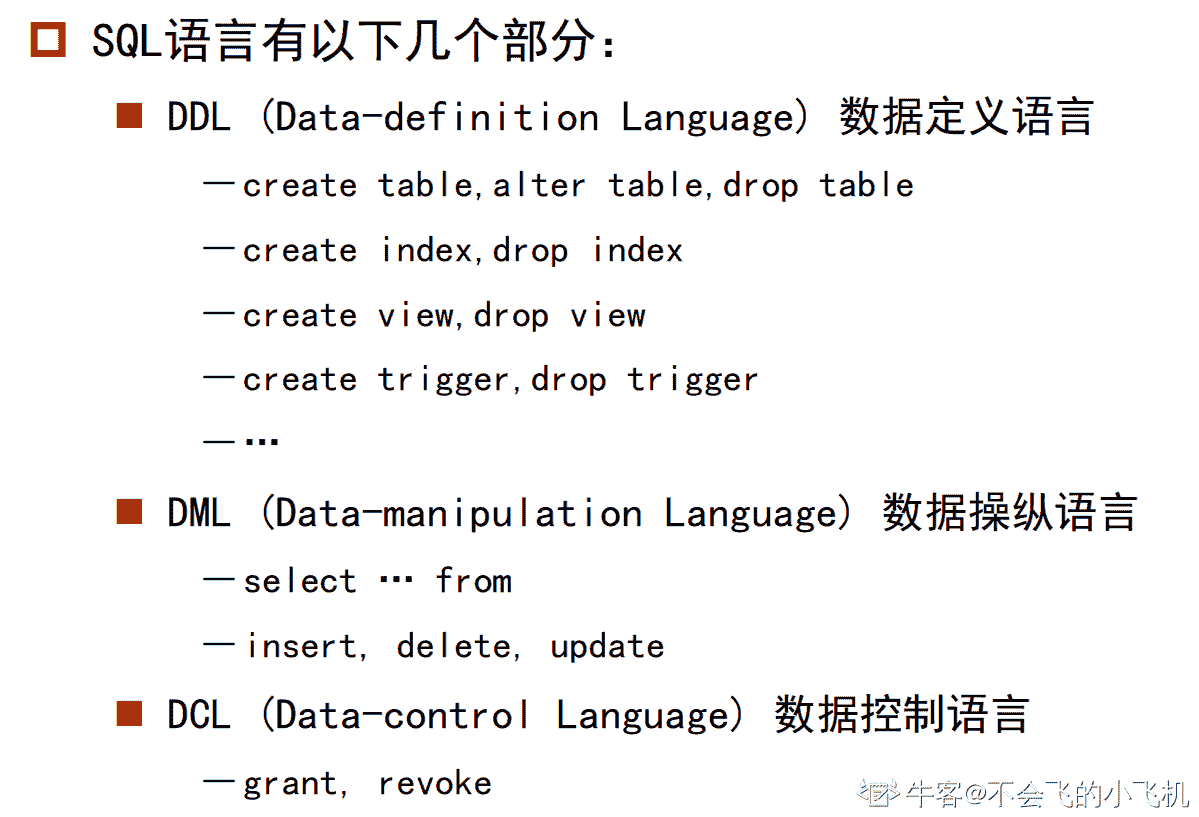 SQL语言有以下几个部分：
DDL (Data-definition Language) 数据定义语言
—create table,alter table,drop table
—create index,drop index
—create view,drop view
—create trigger,drop trigger
—…
DML (Data-manipulation Language) 数据操纵语言
—select … from
—insert, delete, update
DCL (Data-control Language) 数据控制语言
—grant, revoke
牛客@不会飞的小飞机